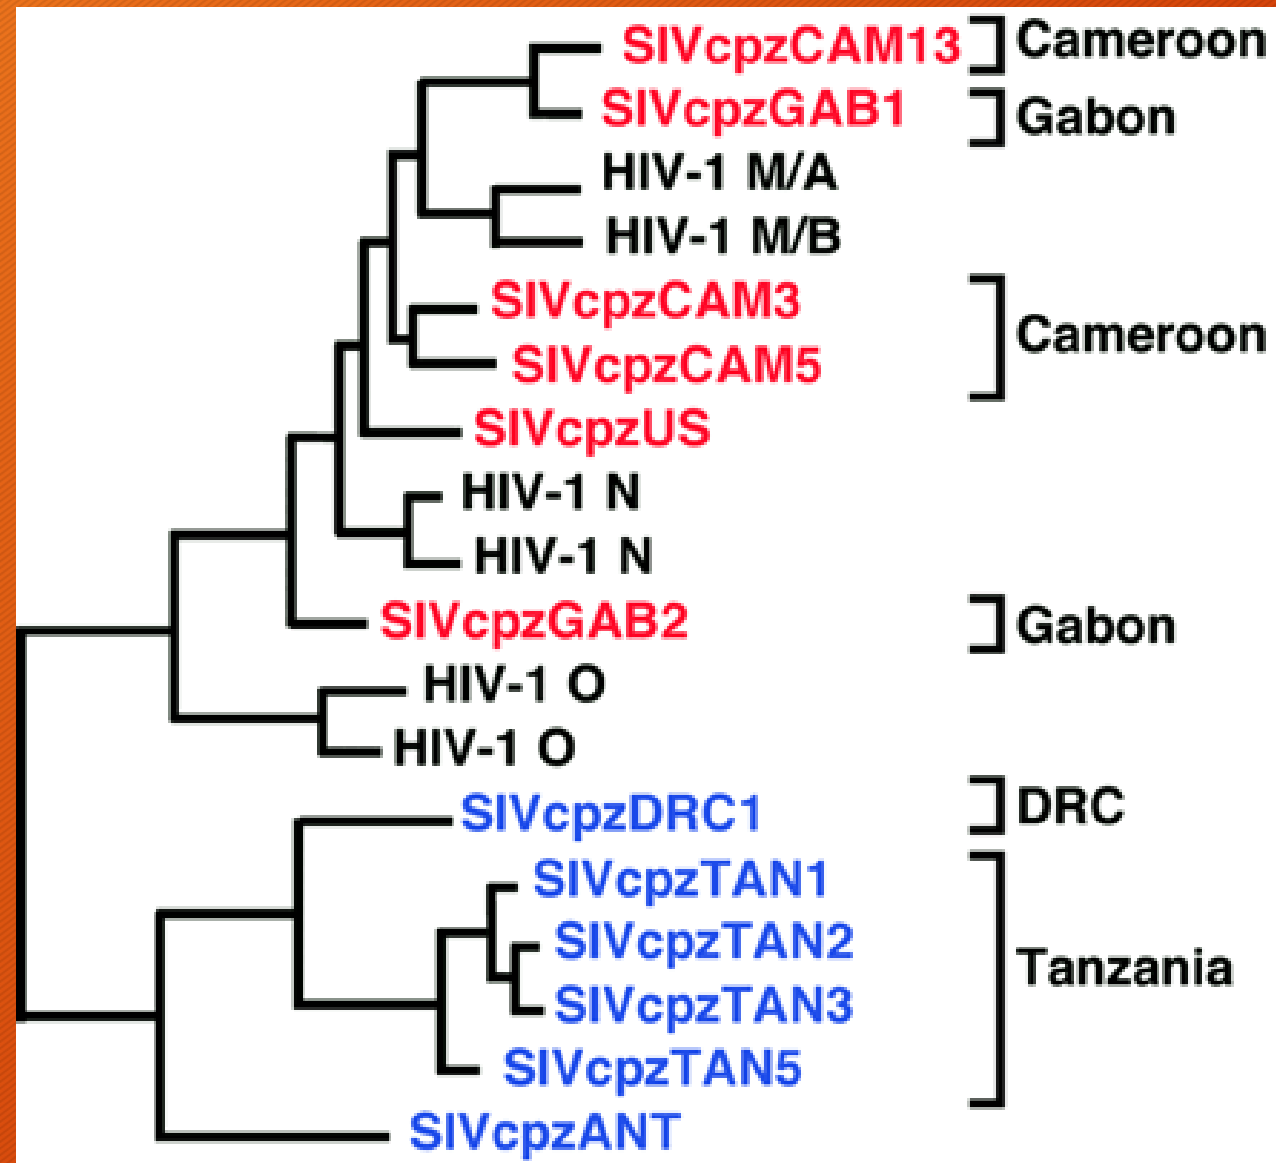 SIVcpzCAM13 Cameroon
SIVcpzGAB1 Gabon
HIV-1 M/A
HIV-1 M/B
SIVcpzCAM3
Cameroon
SIVcpzCAM5
SIVcpzUS
HIV-1 N
HIV-1 N
SIVcpzGAB2 Gabon
HIV-1 O
HIV-1 O
SIVcpzDRC1 DRC
SIVcpzTAN1
SIVcpzTAN2
Tanzania
SIVcpzTAN3
SIVcpzTAN5
SIVcpzANT